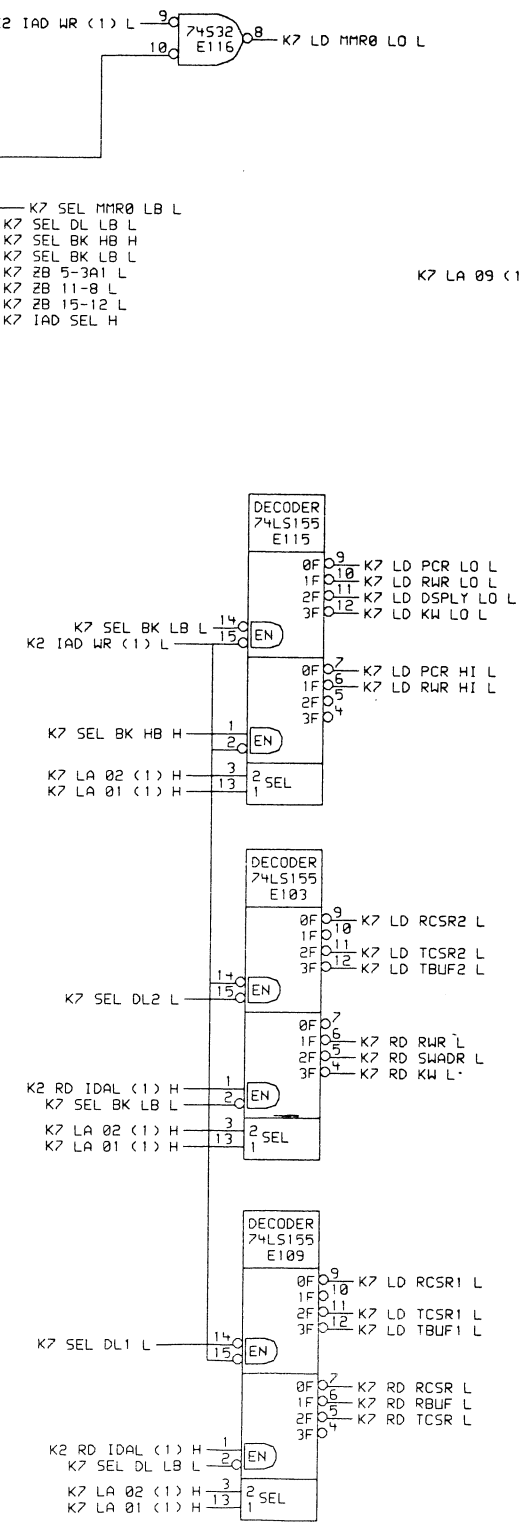 2 IAD WR (1) L 9
10
74S32
E116
8 K7 LD MMR0 LO L
K7 SEL MMR0 LB L
K7 SEL DL LB L
K7 SEL BK HB H
K7 SEL BK LB L
K7 2B 5-3A1 L
K7 2B 11-8 L
K7 2B 15-12 L
K7 IAD SEL H
K7 LA 09 (1
DECODER
74LS155
E115
0F 9 K7 LD PCR LO L
1F 10 K7 LD RWR LO L
2F 11 K7 LD DSPLY LO L
3F 12 K7 LD KW LO L
K7 SEL BK LB L 14
K2 IAD WR (1) L 15 EN
0F 7 K7 LD PCR HI L
1F 6 K7 LD RWR HI L
2F 5
3F 4
K7 SEL BK HB H 1
2 EN
K7 LA 02 (1) H 3 2 SEL
K7 LA 01 (1) H 13 1
DECODER
74LS155
E103
0F 9 K7 LD RCSR2 L
1F 10
2F 11 K7 LD TCSR2 L
3F 12 K7 LD TBUF2 L
14
K7 SEL DL2 L 15 EN
0F 7
1F 6 K7 RD RWR L
2F 5 K7 RD SWADR L
3F 4 K7 RD KW L
K2 RD IDAL (1) H 1
K7 SEL BK LB L 2 EN
K7 LA 02 (1) H 3 2 SEL
K7 LA 01 (1) H 13 1
DECODER
74LS155
E109
0F 9 K7 LD RCSR1 L
1F 10
2F 11 K7 LD TCSR1 L
3F 12 K7 LD TBUF1 L
K7 SEL DL1 L 14
15 EN
0F 7 K7 RD RCSR L
1F 6 K7 RD RBUF L
2F 5 K7 RD TCSR L
3F 4
K2 RD IDAL (1) H 1
K7 SEL DL LB L 2 EN
K7 LA 02 (1) H 3 2 SEL
K7 LA 01 (1) H 13 1